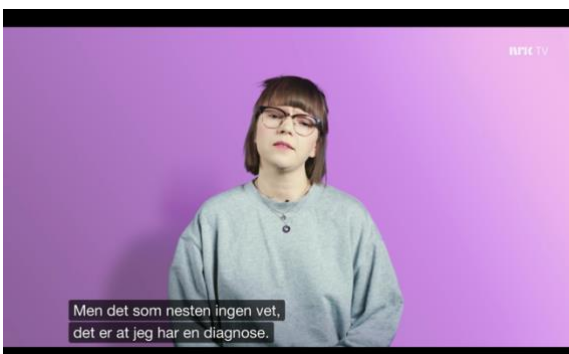 NRK TV
Men det som nesten ingen vet,
det er at jeg har en diagnose.